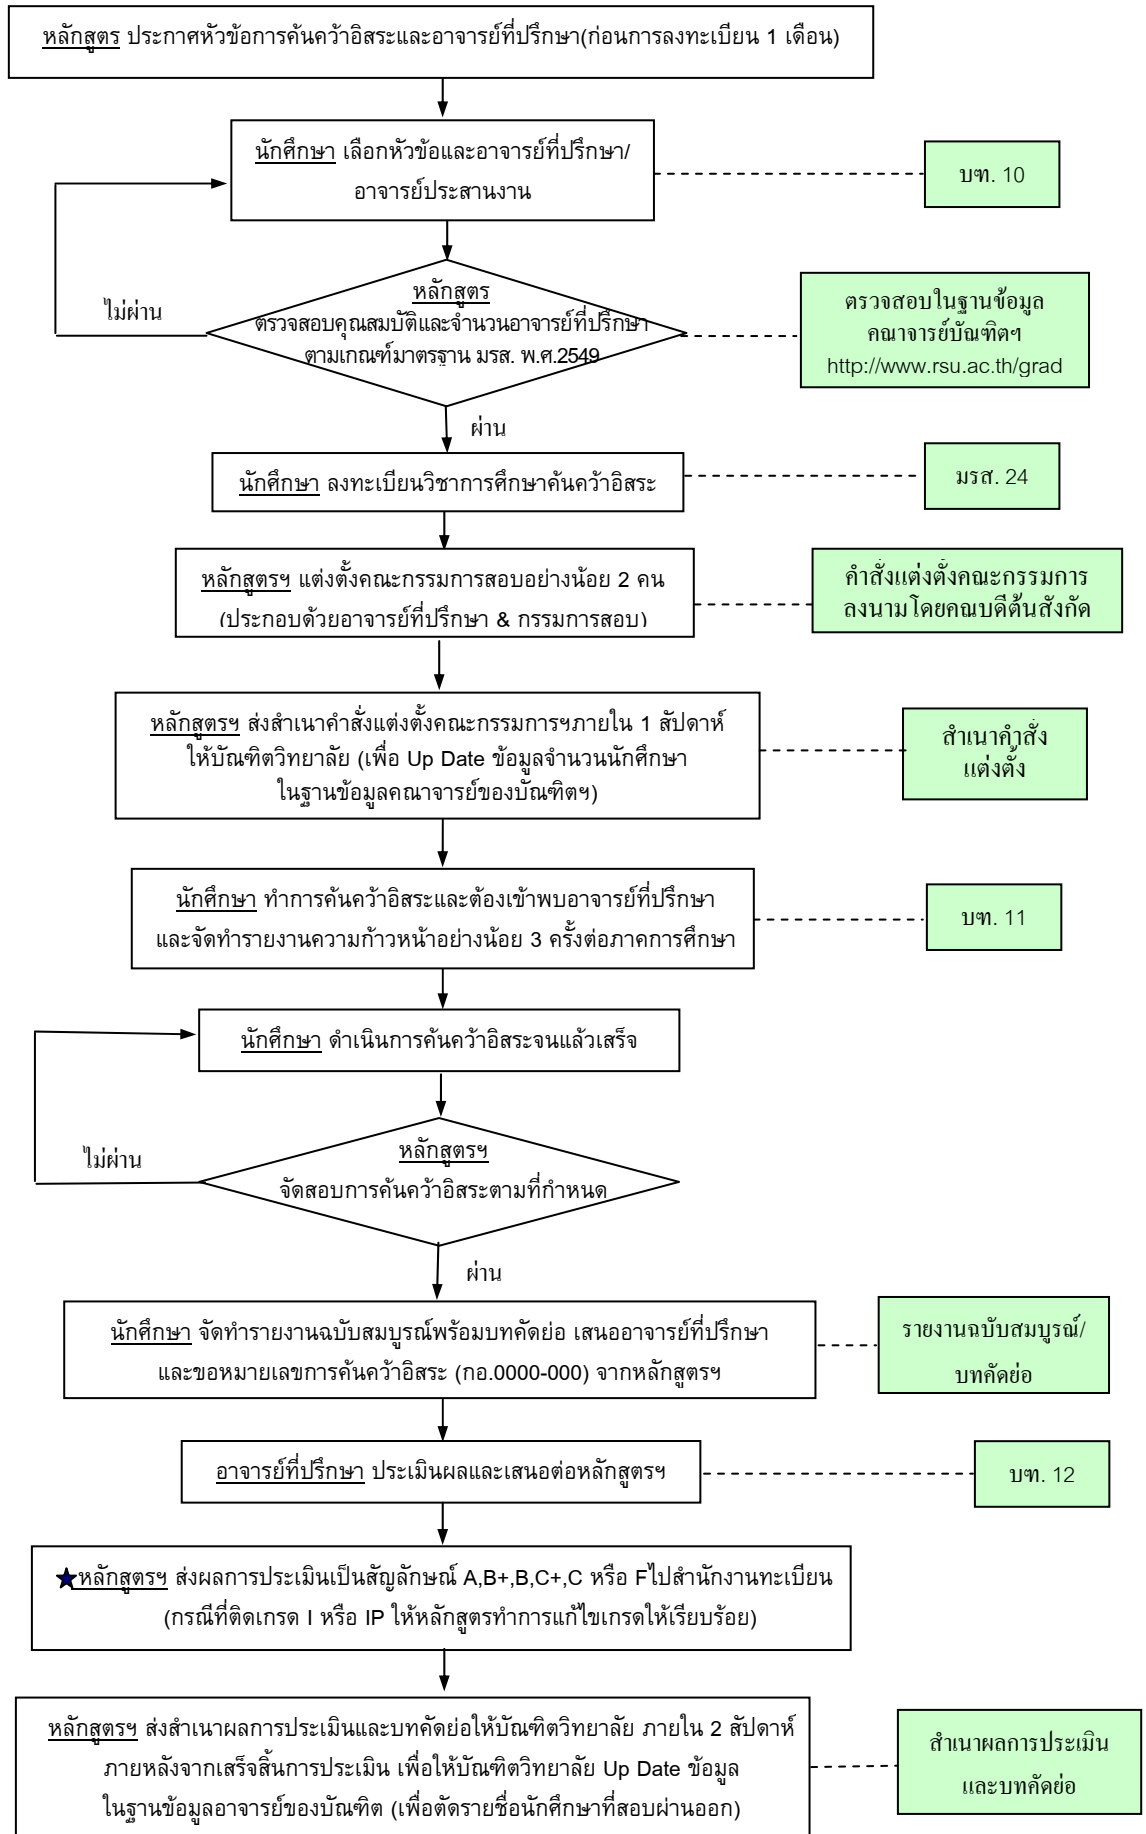 หลักสูตร ประกาศหัวข้อการค้นคว้าอิสระและอาจารย์ที่ปรึกษา(ก่อนการลงทะเบียน 1 เดือน)
นักศึกษา เลือกหัวข้อและอาจารย์ที่ปรึกษา/
อาจารย์ประสานงาน
บฑ. 10
หลักสูตร
ตรวจสอบคุณสมบัติและจำนวนอาจารย์ที่ปรึกษา
ตามเกณฑ์มาตรฐาน มรส. พ.ศ.2549
ไม่ผ่าน
ตรวจสอบในฐานข้อมูล
คณาจารย์บัณฑิตฯ
http://www.rsu.ac.th/grad
ผ่าน
นักศึกษา ลงทะเบียนวิชาการศึกษาค้นคว้าอิสระ
มรส. 24
หลักสูตรฯ แต่งตั้งคณะกรรมการสอบอย่างน้อย 2 คน
(ประกอบด้วยอาจารย์ที่ปรึกษา & กรรมการสอบ)
คำสั่งแต่งตั้งคณะกรรมการ
ลงนามโดยคณบดีต้นสังกัด
หลักสูตรฯ ส่งสำเนาคำสั่งแต่งตั้งคณะกรรมการฯภายใน 1 สัปดาห์
ให้บัณฑิตวิทยาลัย (เพื่อ Up Date ข้อมูลจำนวนนักศึกษา
ในฐานข้อมูลคณาจารย์ของบัณฑิตฯ)
สำเนาคำสั่ง
แต่งตั้ง
นักศึกษา ทำการค้นคว้าอิสระและต้องเข้าพบอาจารย์ที่ปรึกษา
และจัดทำรายงานความก้าวหน้าอย่างน้อย 3 ครั้งต่อภาคการศึกษา
บฑ. 11
นักศึกษา ดำเนินการค้นคว้าอิสระจนแล้วเสร็จ
หลักสูตรฯ
จัดสอบการค้นคว้าอิสระตามที่กำหนด
ไม่ผ่าน
ผ่าน
นักศึกษา จัดทำรายงานฉบับสมบูรณ์พร้อมบทคัดย่อ เสนออาจารย์ที่ปรึกษา
และขอหมายเลขการค้นคว้าอิสระ (กอ.0000-000) จากหลักสูตรฯ
รายงานฉบับสมบูรณ์/
บทคัดย่อ
อาจารย์ที่ปรึกษา ประเมินผลและเสนอต่อหลักสูตรฯ
บฑ. 12
★หลักสูตรฯ ส่งผลการประเมินเป็นสัญลักษณ์ A,B+,B,C+,C หรือ Fไปสำนักงานทะเบียน
(กรณีที่ติดเกรด I หรือ IP ให้หลักสูตรทำการแก้ไขเกรดให้เรียบร้อย)
หลักสูตรฯ ส่งสำเนาผลการประเมินและบทคัดย่อให้บัณฑิตวิทยาลัย ภายใน 2 สัปดาห์
ภายหลังจากเสร็จสิ้นการประเมิน เพื่อให้บัณฑิตวิทยาลัย Up Date ข้อมูล
ในฐานข้อมูลอาจารย์ของบัณฑิต (เพื่อตัดรายชื่อนักศึกษาที่สอบผ่านออก)
สำเนาผลการประเมิน
และบทคัดย่อ